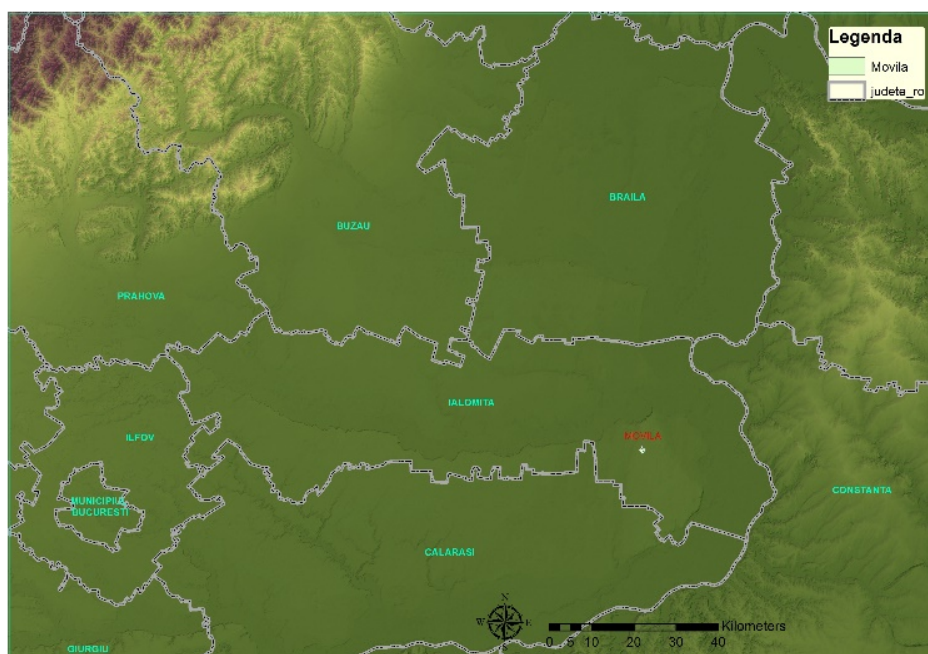 Legenda
Movila
judete_ro
BRAILA
BUZAU
PRAHOVA
IALOMITA
MOVILA
ILFOV
CONSTANTA
MUNICIPIUL
BUCURESTI
CALARASI
GIURGIU
N
W E
S
Kilometers
0 5 10 20 30 40